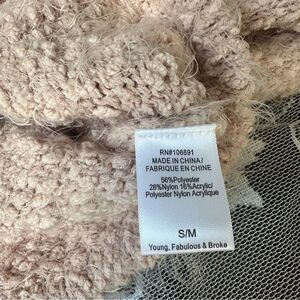 RN#106691
MADE IN CHINA/
FABRIQUE EN CHINE
56%Polyester
28%Nylon 16%Acrylic/
Polyester Nylon Acrylique
S/M
Young, Fabulous & Broke